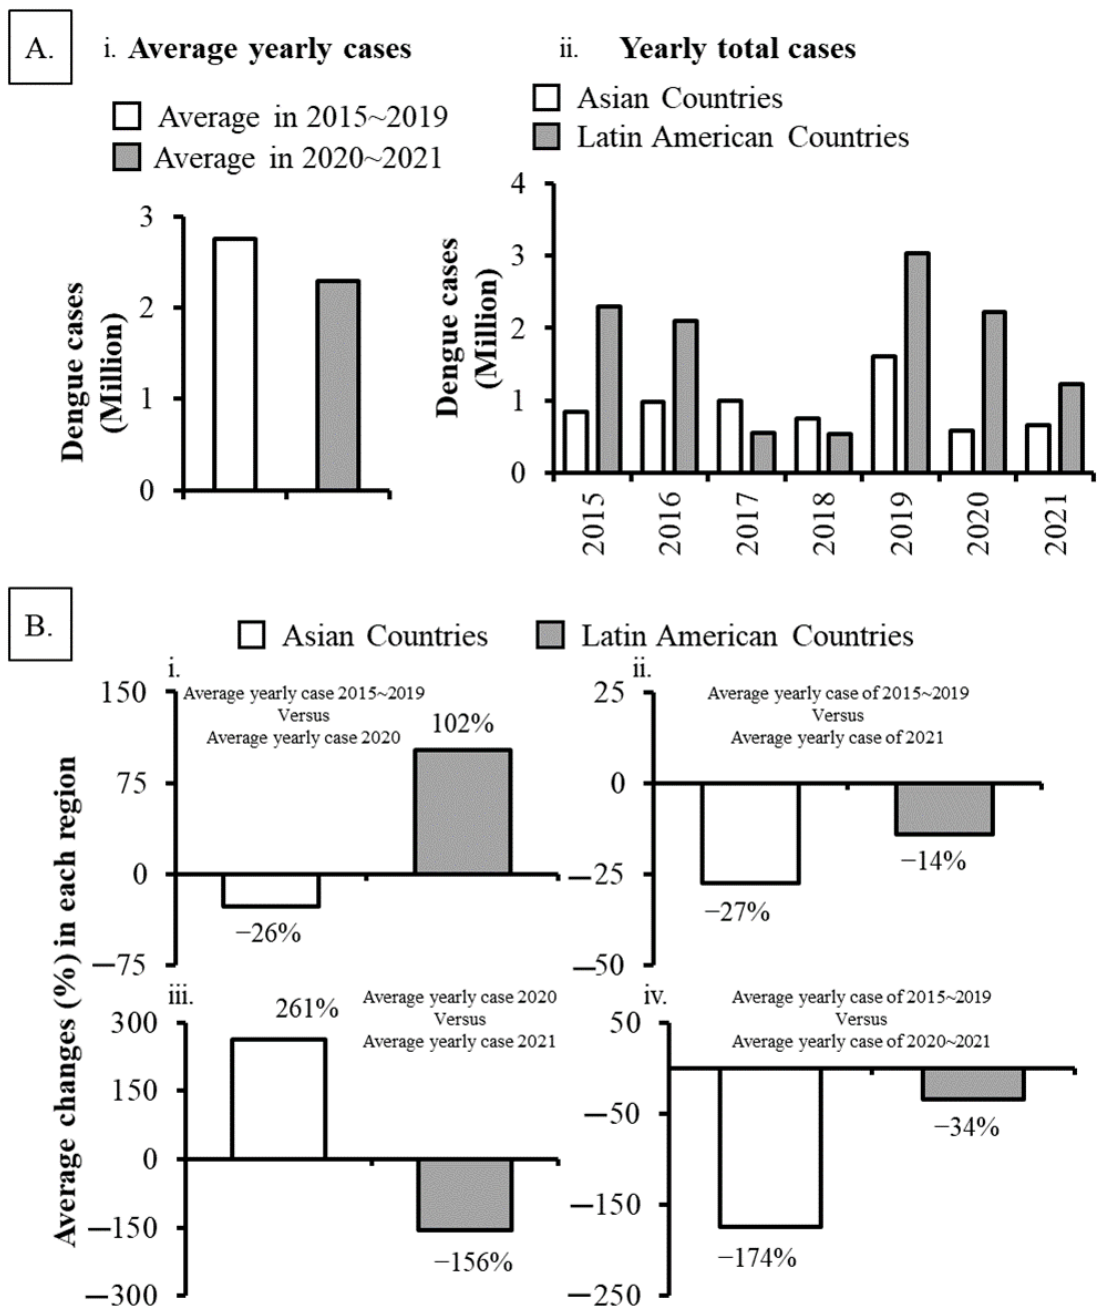 A.
i. Average yearly cases
Average in 2015~2019
Average in 2020~2021
Dengue cases
(Million)
3
2
1
0
ii. Yearly total cases
Asian Countries
Latin American Countries
Dengue cases
(Million)
4
3
2
1
0
2015
2016
2017
2018
2019
2020
2021
B.
Asian Countries
Latin American Countries
Average changes (%) in each region
i.
Average yearly case 2015~2019
Versus
Average yearly case 2020
150
75
0
−75
102%
−26%
ii.
Average yearly case of 2015~2019
Versus
Average yearly case of 2021
25
0
−25
−50
−27%
−14%
iii.
Average yearly case 2020
Versus
Average yearly case 2021
300
150
0
−150
−300
261%
−156%
iv.
Average yearly case of 2015~2019
Versus
Average yearly case of 2020~2021
50
−50
−150
−250
−174%
−34%